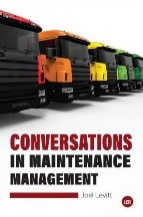 CONVERSATIONS
IN MAINTENANCE
MANAGEMENT
Joel Levitt